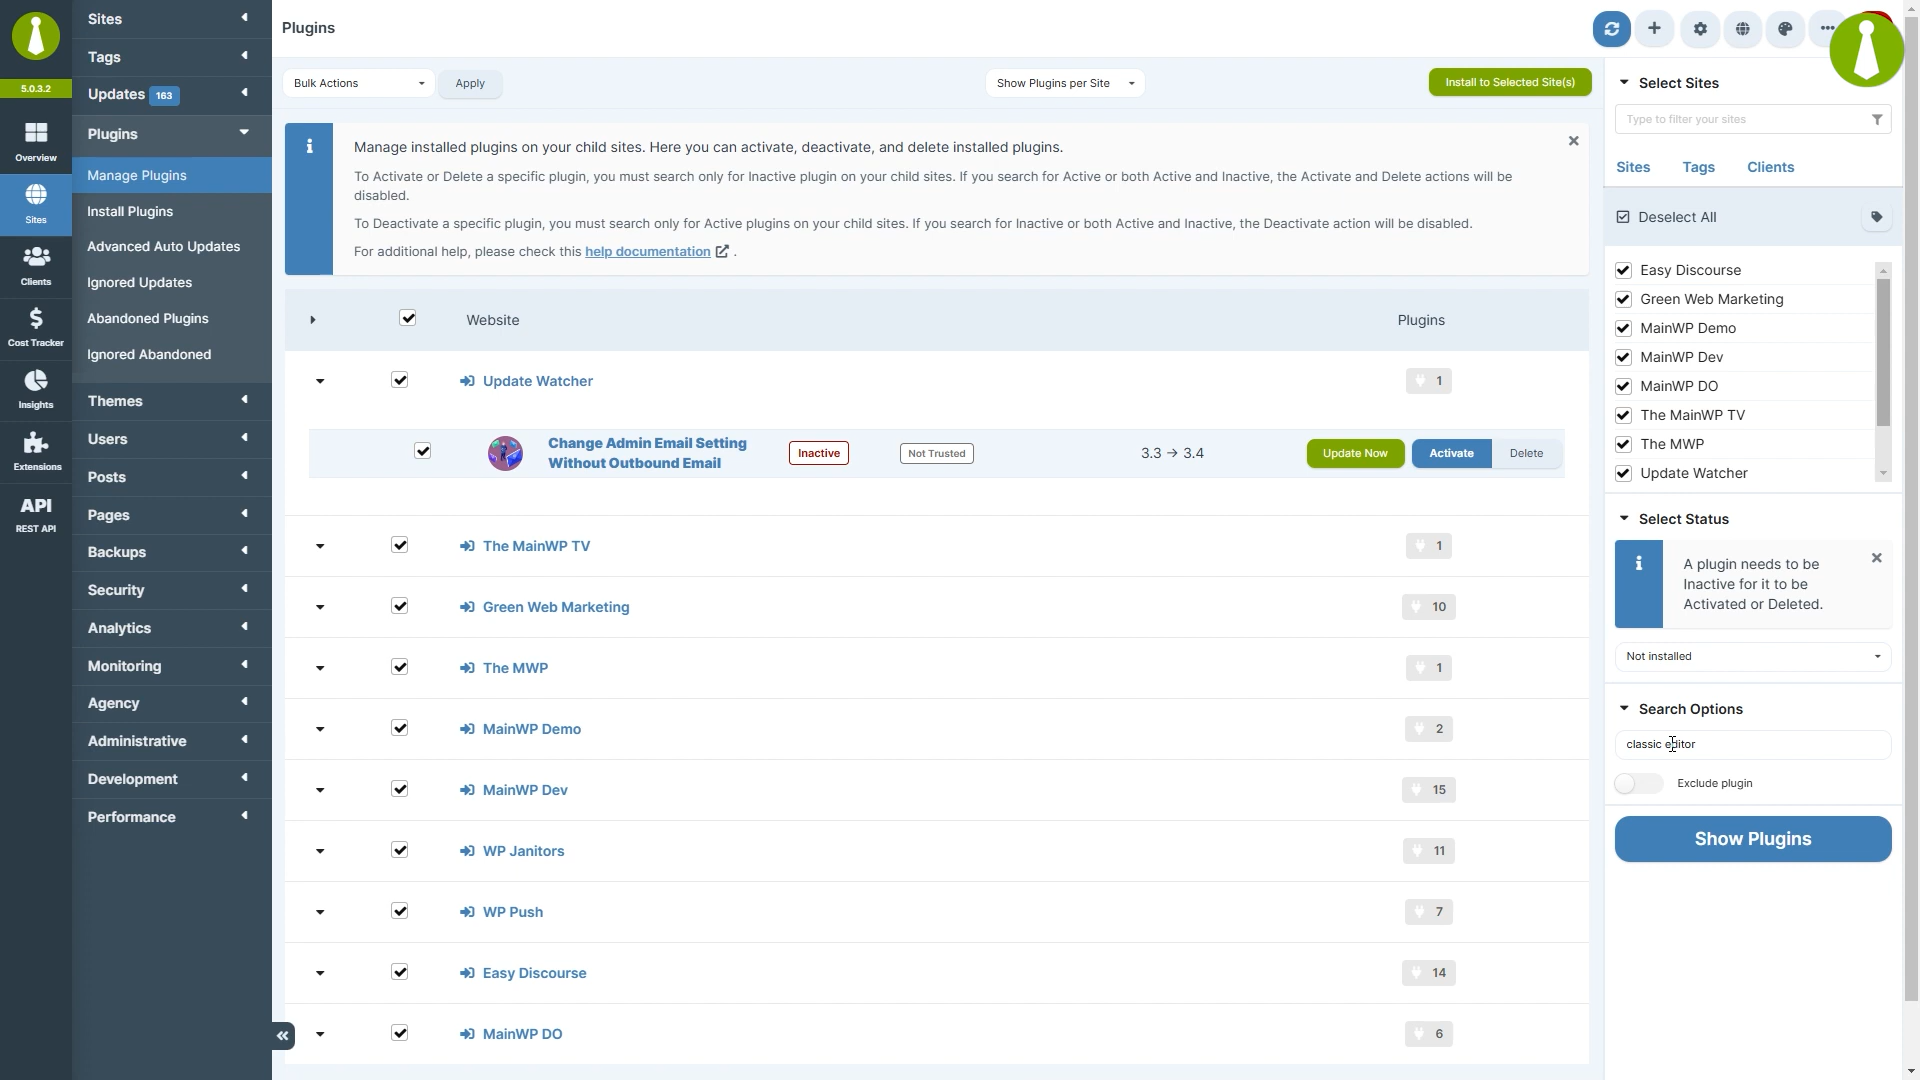 5.0.3.2
Overview
Sites
Clients
Cost Tracker
Insights
Extensions
API
REST API
Sites
Tags
Updates 163
Plugins
Manage Plugins
Install Plugins
Advanced Auto Updates
Ignored Updates
Abandoned Plugins
Ignored Abandoned
Themes
Users
Posts
Pages
Backups
Security
Analytics
Monitoring
Agency
Administrative
Development
Performance
Plugins
Bulk Actions
Apply
Show Plugins per Site
Install to Selected Site(s)
Manage installed plugins on your child sites. Here you can activate, deactivate, and delete installed plugins.
To Activate or Delete a specific plugin, you must search only for Inactive plugin on your child sites. If you search for Active or both Active and Inactive, the Activate and Delete actions will be
disabled.
To Deactivate a specific plugin, you must search only for Active plugins on your child sites. If you search for Inactive or both Active and Inactive, the Deactivate action will be disabled.
For additional help, please check this help documentation .
Website Plugins
Update Watcher 1
Change Admin Email Setting
Without Outbound Email
Inactive
Not Trusted
3.3 → 3.4
Update Now
Activate
Delete
The MainWP TV 1
Green Web Marketing 10
The MWP 1
MainWP Demo 2
MainWP Dev 15
WP Janitors 11
WP Push 7
Easy Discourse 14
MainWP DO 6
Select Sites
Type to filter your sites
Sites Tags Clients
Deselect All
Easy Discourse
Green Web Marketing
MainWP Demo
MainWP Dev
MainWP DO
The MainWP TV
The MWP
Update Watcher
Select Status
A plugin needs to be
Inactive for it to be
Activated or Deleted.
Not installed
Search Options
classic editor
Exclude plugin
Show Plugins